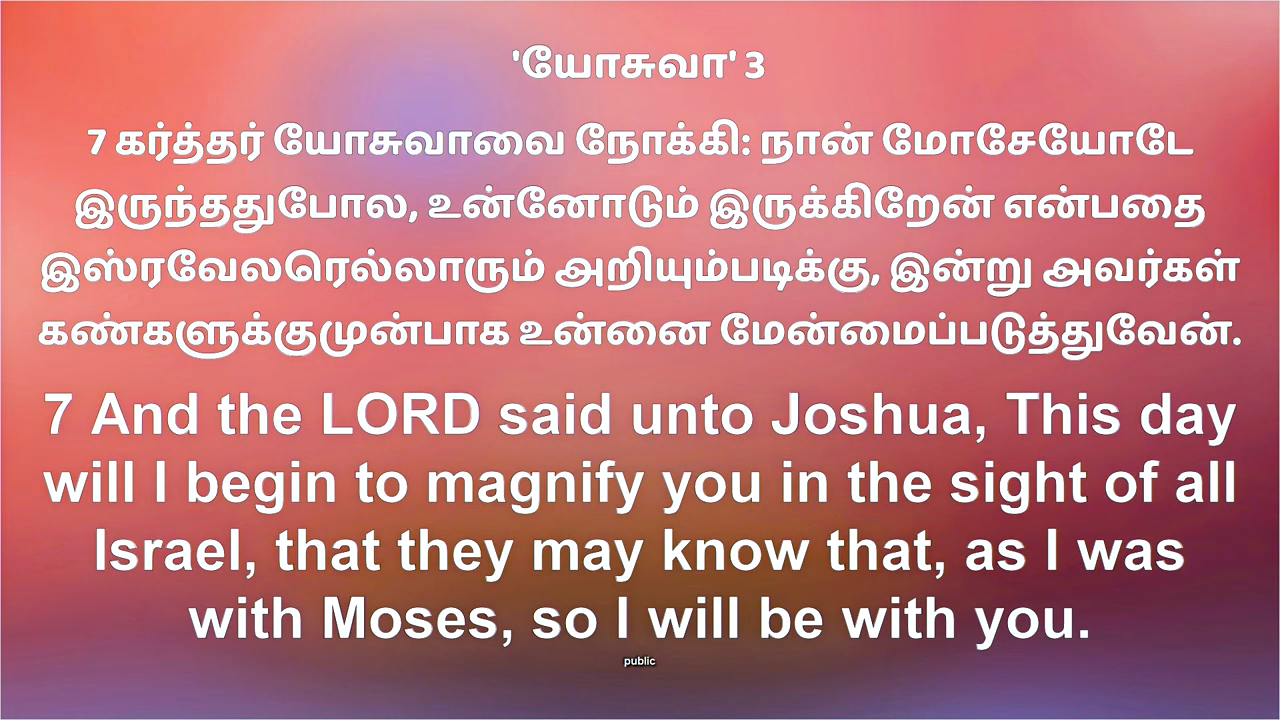 'யோசுவா' 3
7 கர்த்தர் யோசுவாவை நோக்கி: நான் மோசேயோடே
இருந்ததுபோல, உன்னோடும் இருக்கிறேன் என்பதை
இஸ்ரவேலரெல்லாரும் அறியும்படிக்கு, இன்று அவர்கள்
கண்களுக்குமுன்பாக உன்னை மேன்மைப்படுத்துவேன்.
7 And the LORD said unto Joshua, This day
will I begin to magnify you in the sight of all
Israel, that they may know that, as I was
with Moses, so I will be with you.
public